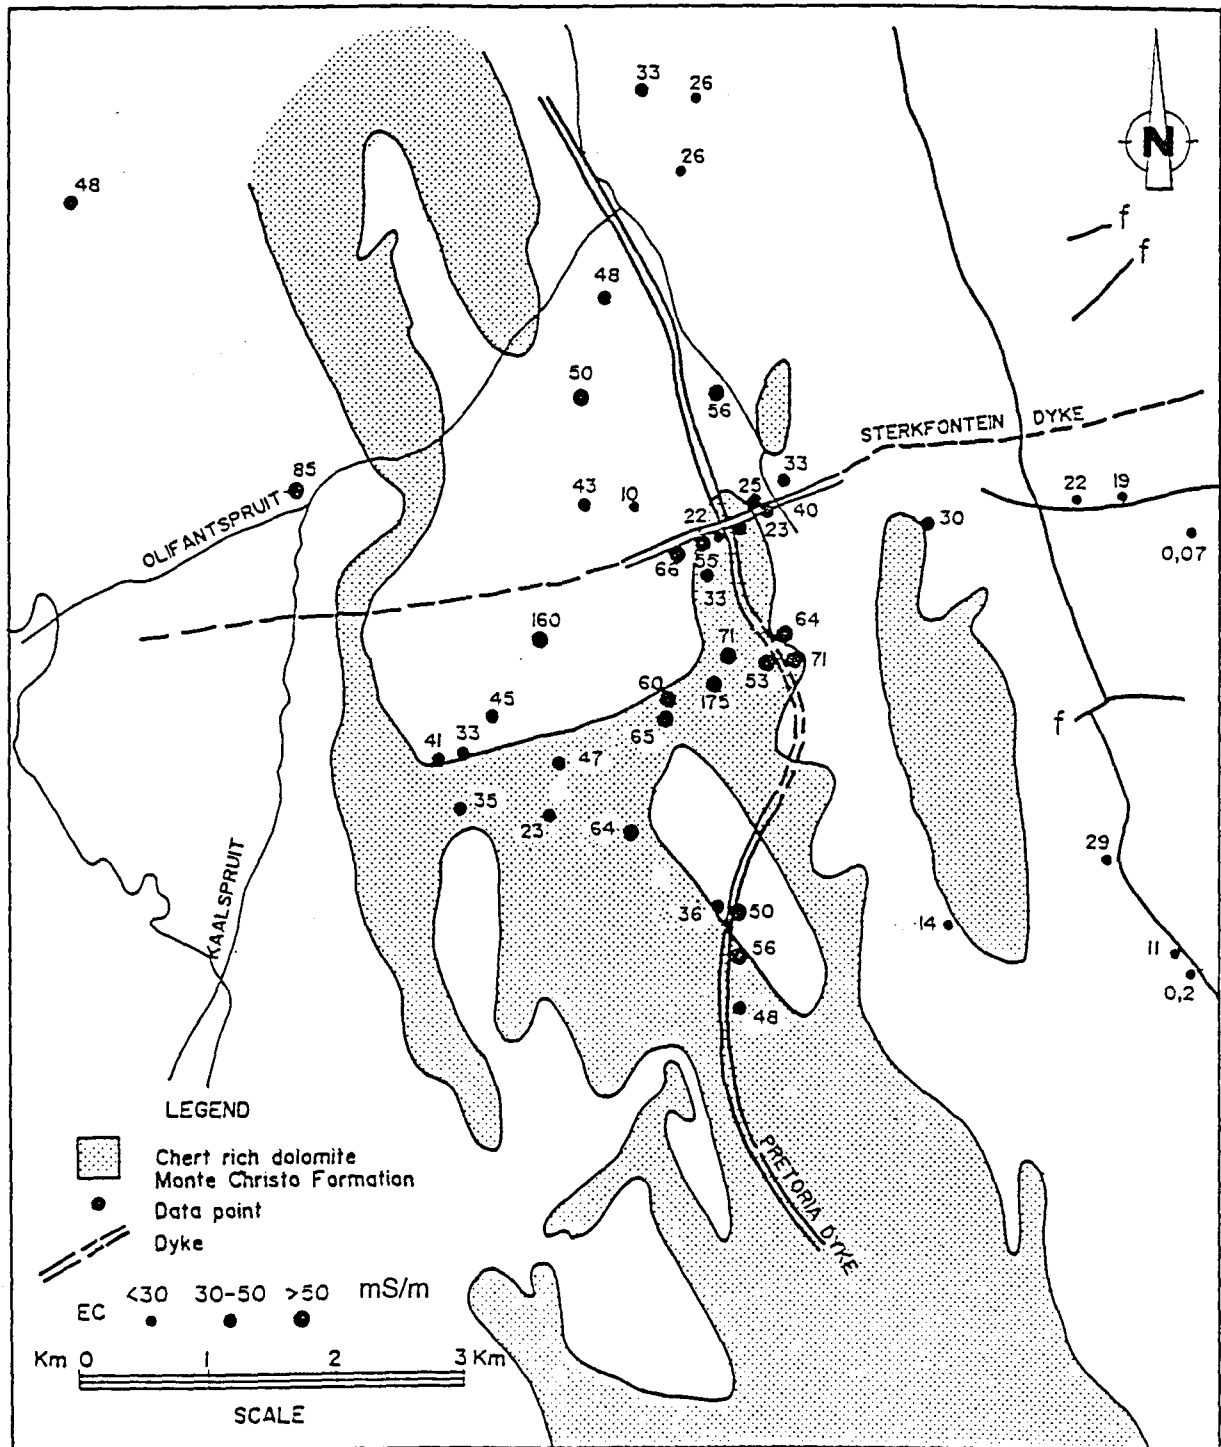 33
26
N
26
48
f
f
48
50
56
STERKFONTEIN DYKE
85
33
43
10
25
40
22
19
OLIFANTSPRUIT
22
23
30
66
55
0,07
33
160
64
71
53
71
60
175
45
65
f
41
33
47
35
23
64
29
KAALSPRUIT
36
50
14
56
11
0,2
48
PRETORIA DYKE
LEGEND
Chert rich dolomite
Monte Christo Formation
Data point
Dyke
EC <30 30-50 >50 mS/m
Km 0 1 2 3 Km
SCALE